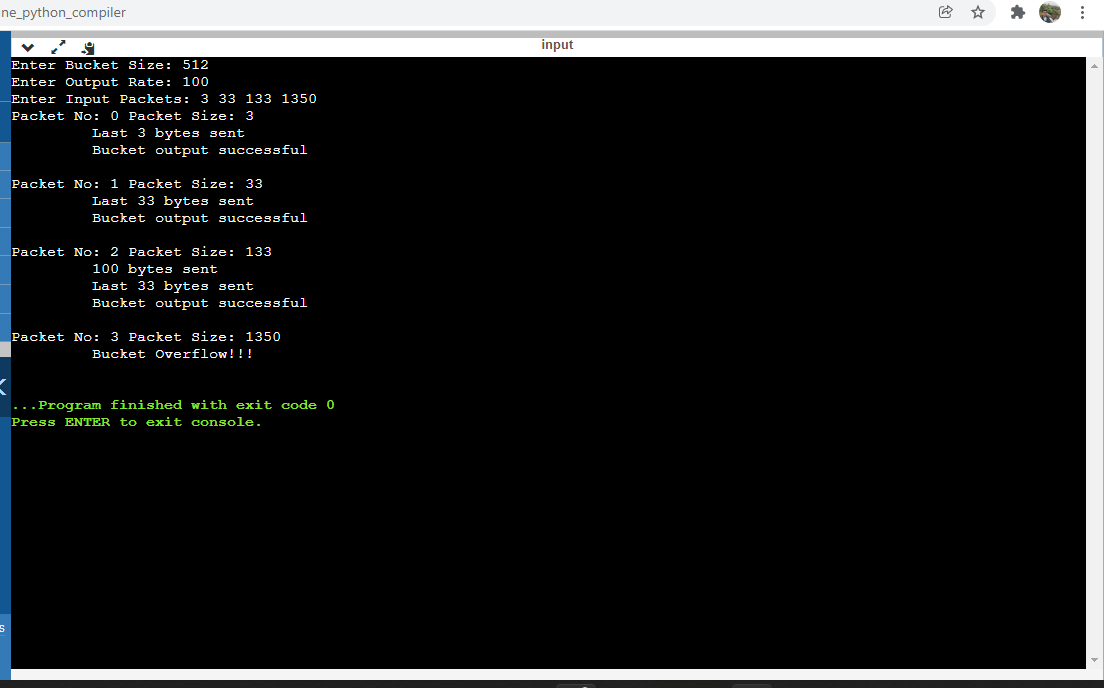 ne_python_compiler
input
Enter Bucket Size: 512
Enter Output Rate: 100
Enter Input Packets: 3 33 133 1350
Packet No: 0 Packet Size: 3
Last 3 bytes sent
Bucket output successful
Packet No: 1 Packet Size: 33
Last 33 bytes sent
Bucket output successful
Packet No: 2 Packet Size: 133
100 bytes sent
Last 33 bytes sent
Bucket output successful
Packet No: 3 Packet Size: 1350
Bucket Overflow!!!
...Program finished with exit code 0
Press ENTER to exit console.
s